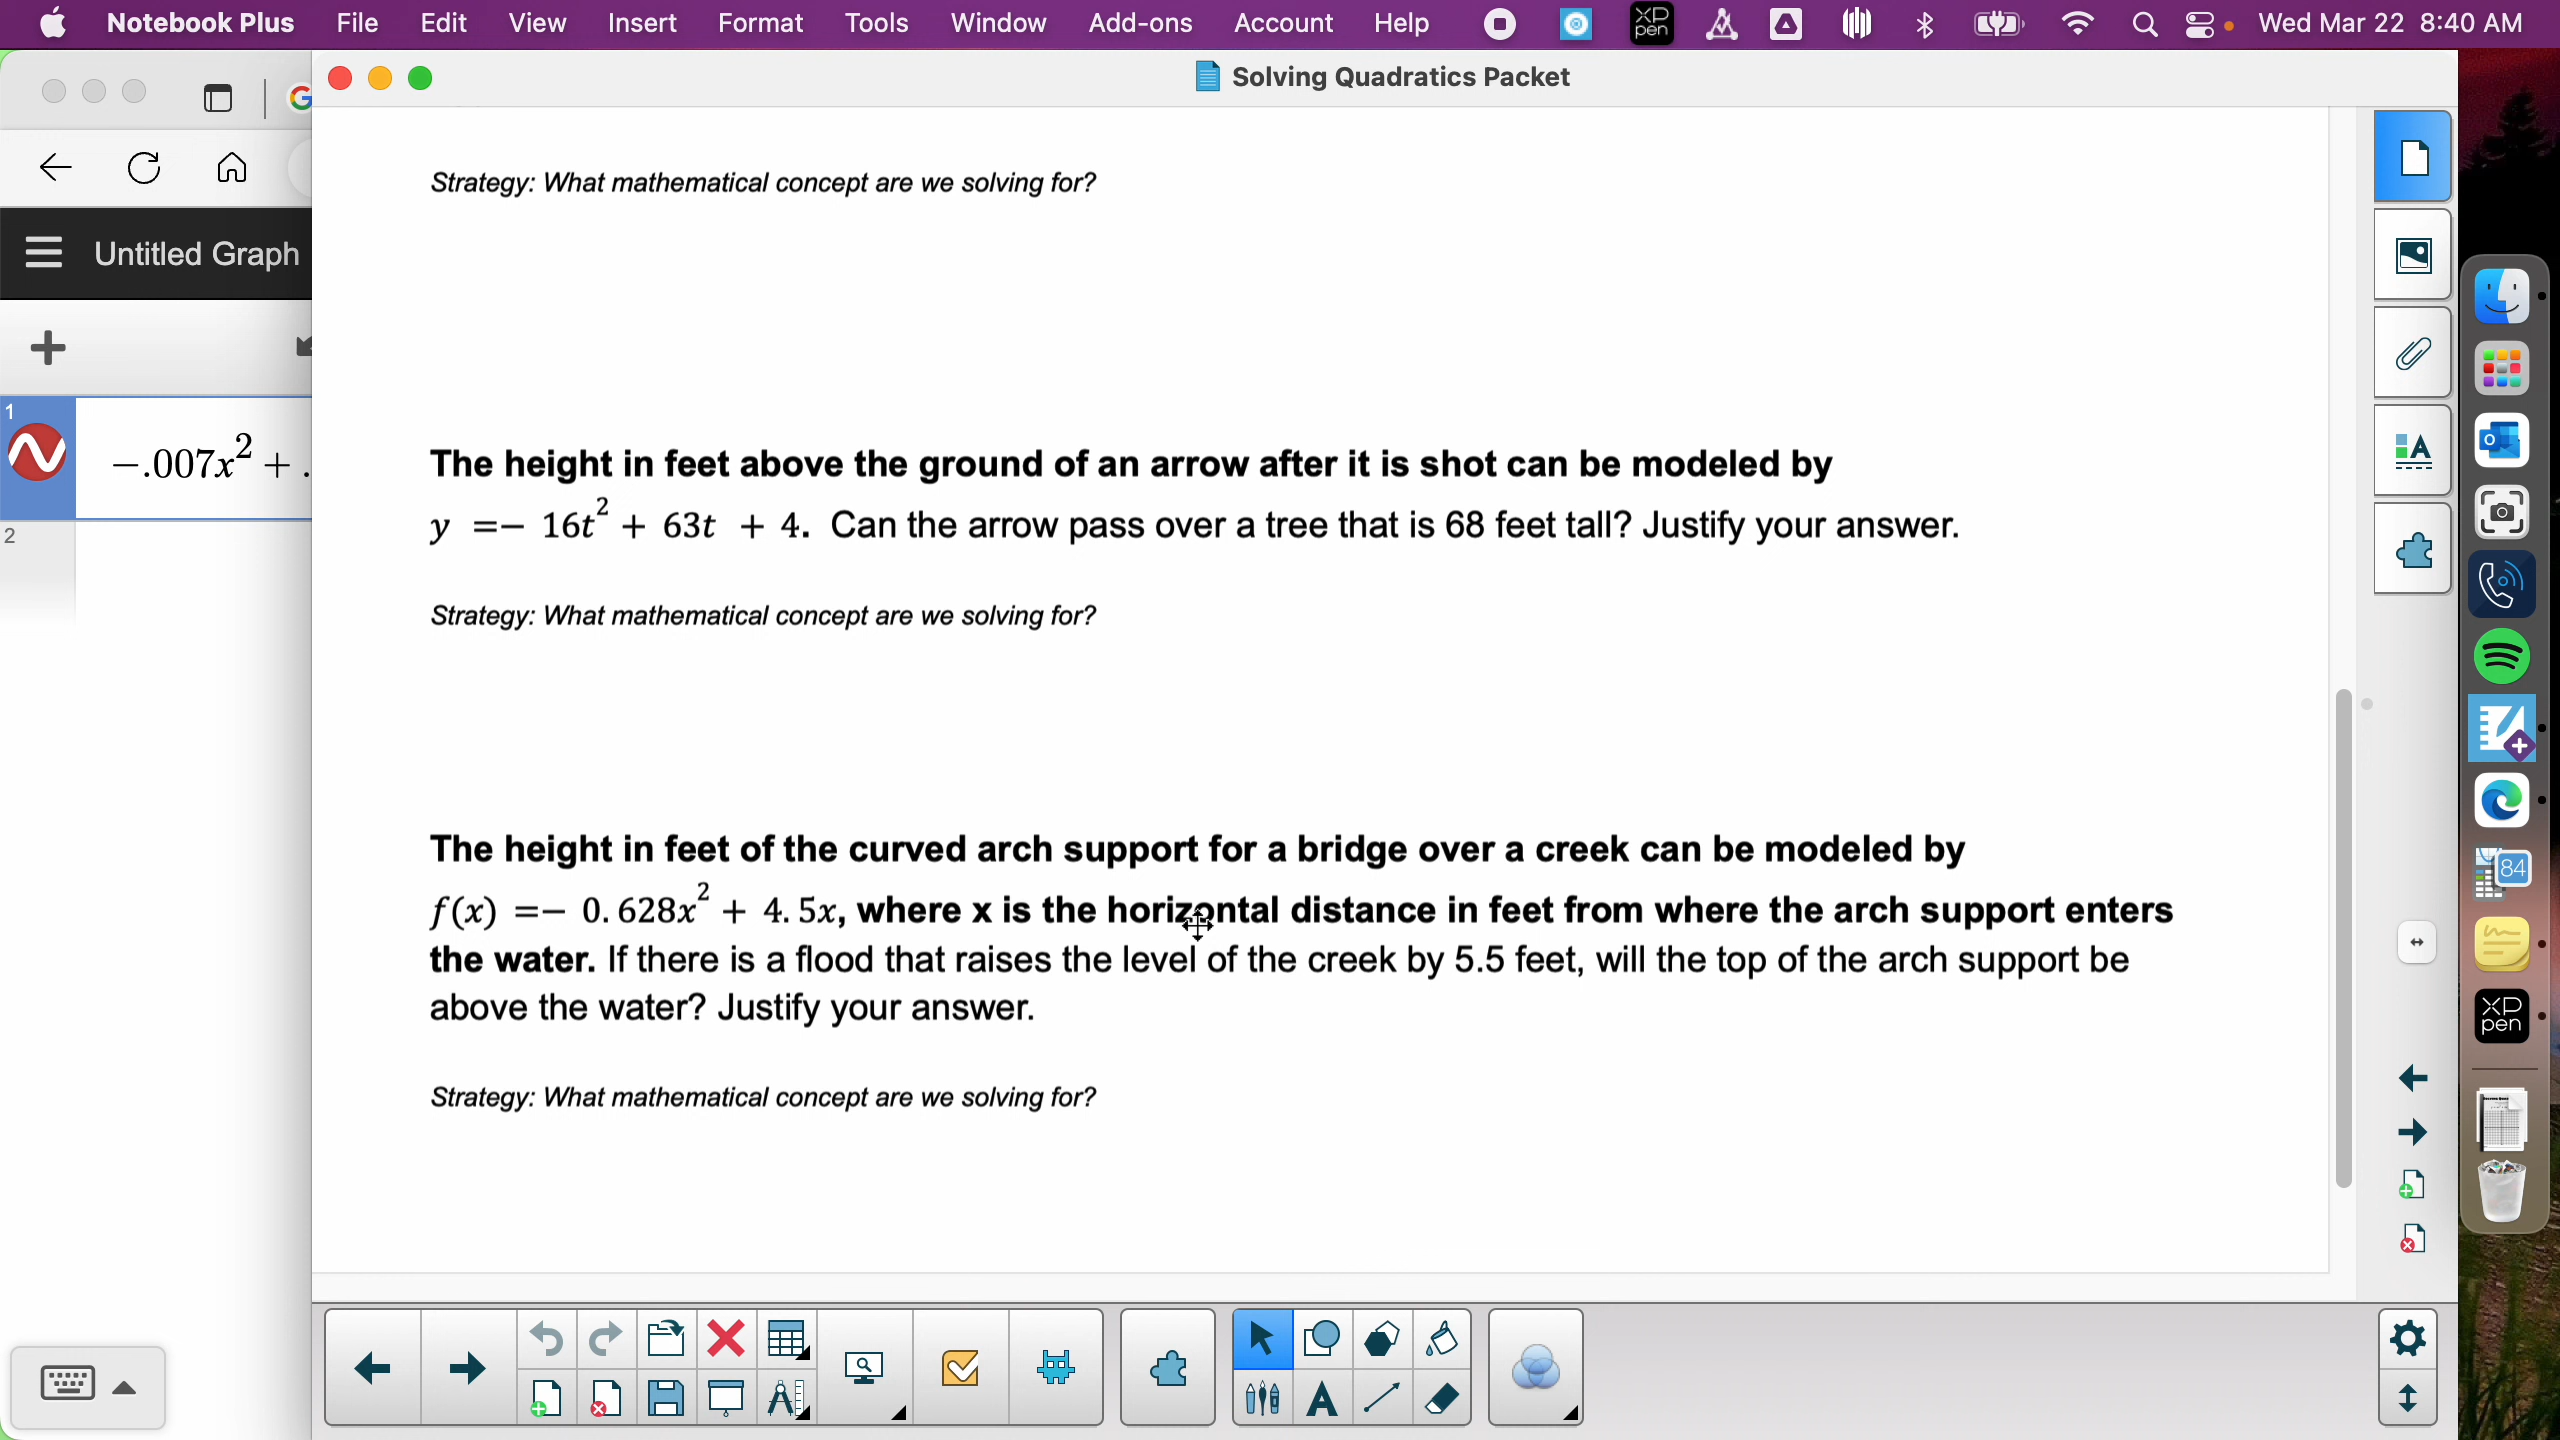 Notebook Plus File Edit View Insert Format Tools Window Add-ons Account Help XP pen Wed Mar 22 8:40 AM
Solving Quadratics Packet
Untitled Graph
1
-.007x² + .
2
Strategy: What mathematical concept are we solving for?
The height in feet above the ground of an arrow after it is shot can be modeled by
y =− 16t² + 63t + 4. Can the arrow pass over a tree that is 68 feet tall? Justify your answer.
Strategy: What mathematical concept are we solving for?
The height in feet of the curved arch support for a bridge over a creek can be modeled by
f(x) =− 0.628x² + 4.5x, where x is the horizontal distance in feet from where the arch support enters
the water. If there is a flood that raises the level of the creek by 5.5 feet, will the top of the arch support be
above the water? Justify your answer.
Strategy: What mathematical concept are we solving for?
84
XP
pen